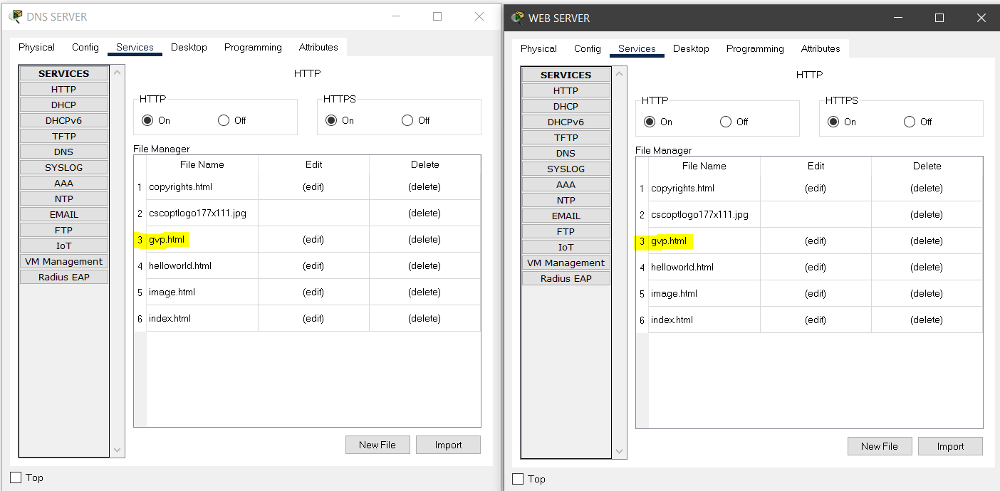 DNS SERVER
Physical Config Services Desktop Programming Attributes
SERVICES
HTTP
DHCP
DHCPv6
TFTP
DNS
SYSLOG
AAA
NTP
EMAIL
FTP
IoT
VM Management
Radius EAP
HTTP
HTTP
On Off
HTTPS
On Off
File Manager
File Name Edit Delete
1 copyrights.html (edit) (delete)
2 cscoptlogo177x111.jpg (delete)
3 gvp.html (edit) (delete)
4 helloworld.html (edit) (delete)
5 image.html (edit) (delete)
6 index.html (edit) (delete)
New File Import
Top
WEB SERVER
Physical Config Services Desktop Programming Attributes
SERVICES
HTTP
DHCP
DHCPv6
TFTP
DNS
SYSLOG
AAA
NTP
EMAIL
FTP
IoT
VM Management
Radius EAP
HTTP
HTTP
On Off
HTTPS
On Off
File Manager
File Name Edit Delete
1 copyrights.html (edit) (delete)
2 cscoptlogo177x111.jpg (delete)
3 gvp.html (edit) (delete)
4 helloworld.html (edit) (delete)
5 image.html (edit) (delete)
6 index.html (edit) (delete)
New File Import
Top